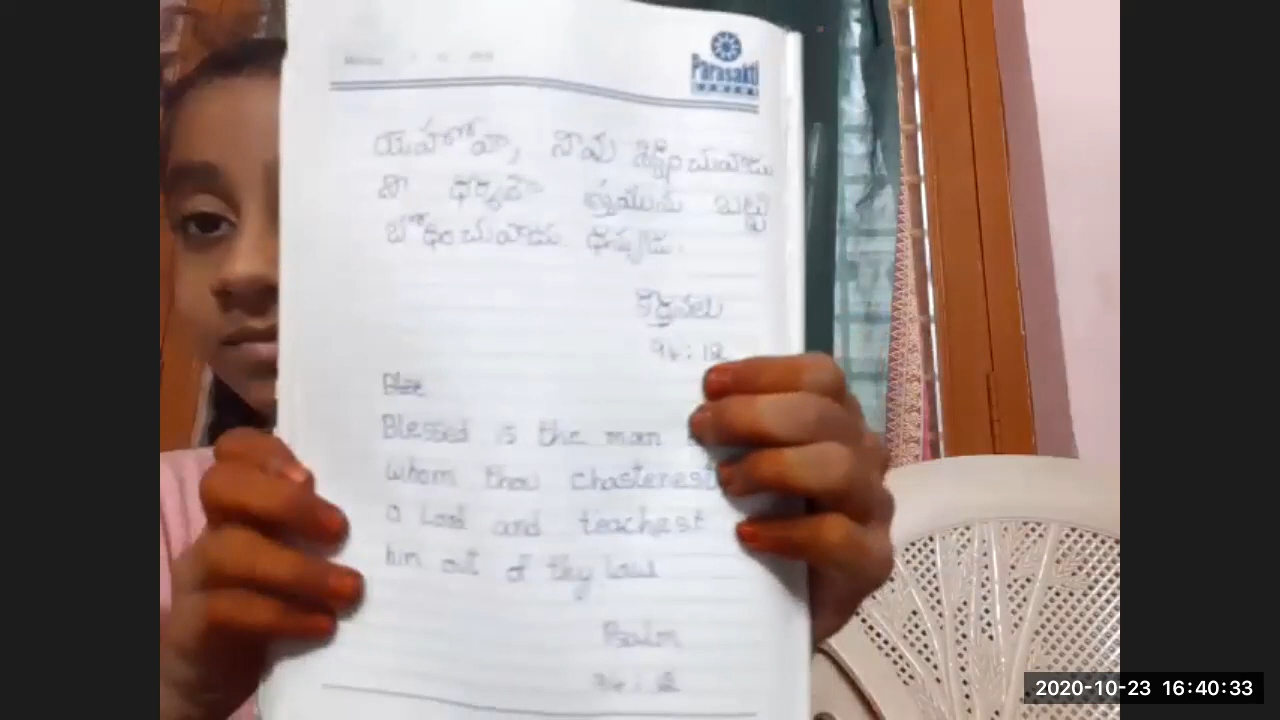 Parasakti
యెహోవా, నీవు శిక్షించువాడు
నీ ధర్మశా స్త్రమును బట్టి
బోధించువాడు ధన్యుడు.
కీర్తనలు
94:12
Blessed is the man
whom thou chastenest
o Lord and teachest
him out of thy law
Psalm
94:12
2020-10-23 16:40:33